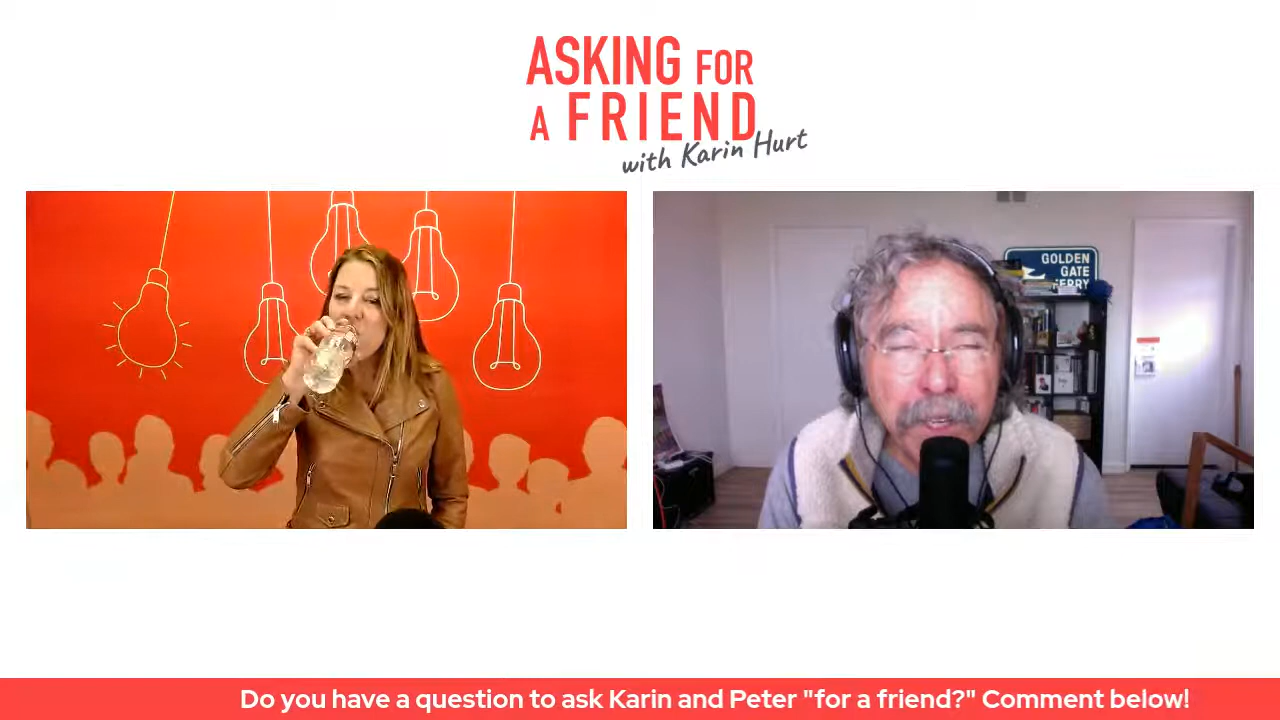 ASKING FOR
A FRIEND
with Karin Hurt
GOLDEN
GATE
FERRY
Do you have a question to ask Karin and Peter "for a friend?" Comment below!